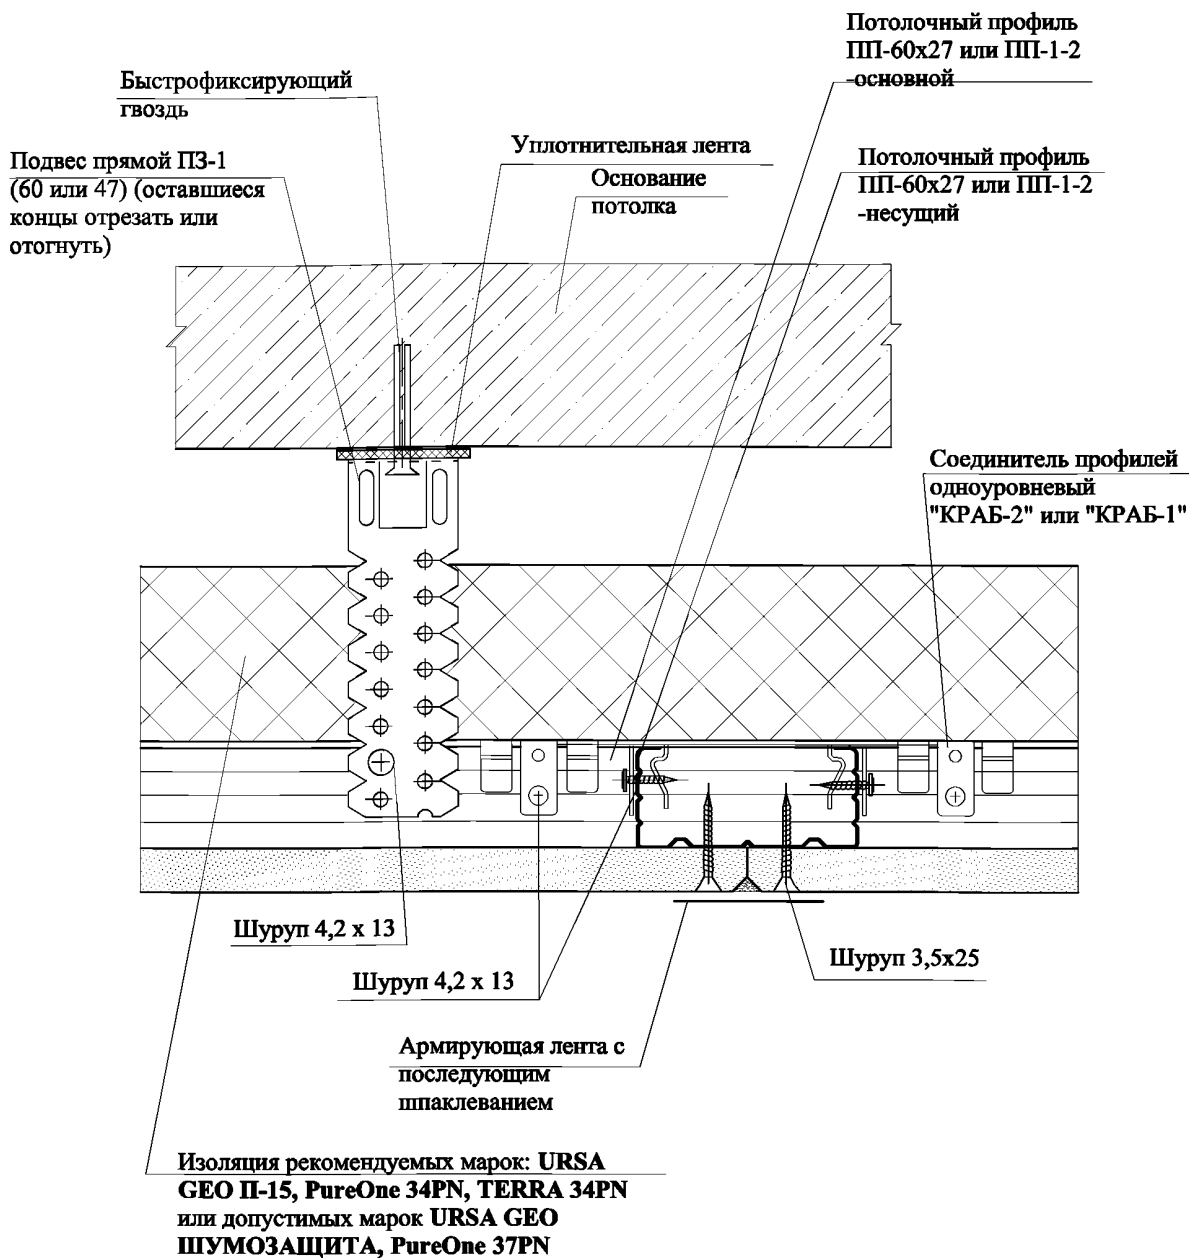 Потолочный профиль
ПП-60х27 или ПП-1-2
-основной
Быстрофиксирующий
гвоздь
Уплотнительная лента
Основание
потолка
Потолочный профиль
ПП-60х27 или ПП-1-2
-несущий
Подвес прямой ПЗ-1
(60 или 47) (оставшиеся
концы отрезать или
отогнуть)
Соединитель профилей
одноуровневый
"КРАБ-2" или "КРАБ-1"
Шуруп 4,2 х 13
Шуруп 4,2 х 13
Шуруп 3,5х25
Армирующая лента с
последующим
шпаклеванием
Изоляция рекомендуемых марок: URSA
GEO П-15, PureOne 34PN, TERRA 34PN
или допустимых марок URSA GEO
ШУМОЗАЩИТА, PureOne 37PN